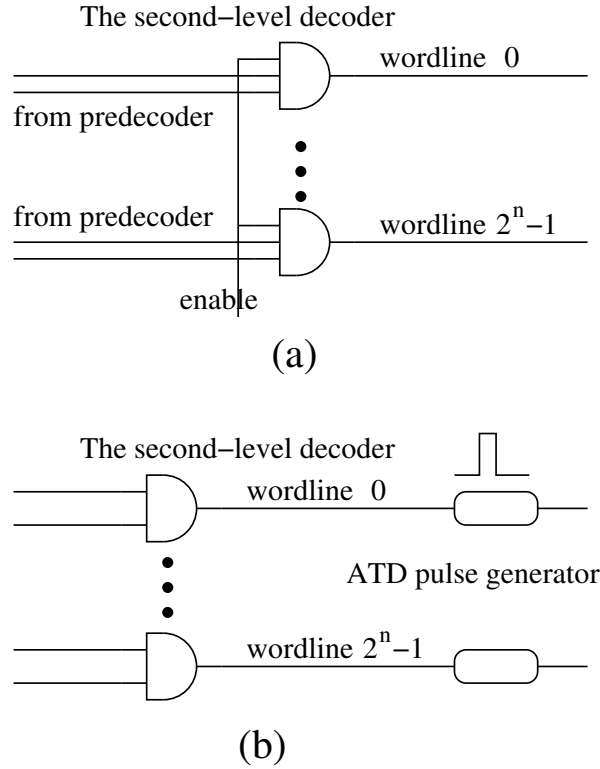 The second−level decoder
wordline 0
from predecoder
from predecoder
wordline 2^n−1
enable
(a)
The second−level decoder
wordline 0
ATD pulse generator
wordline 2^n−1
(b)